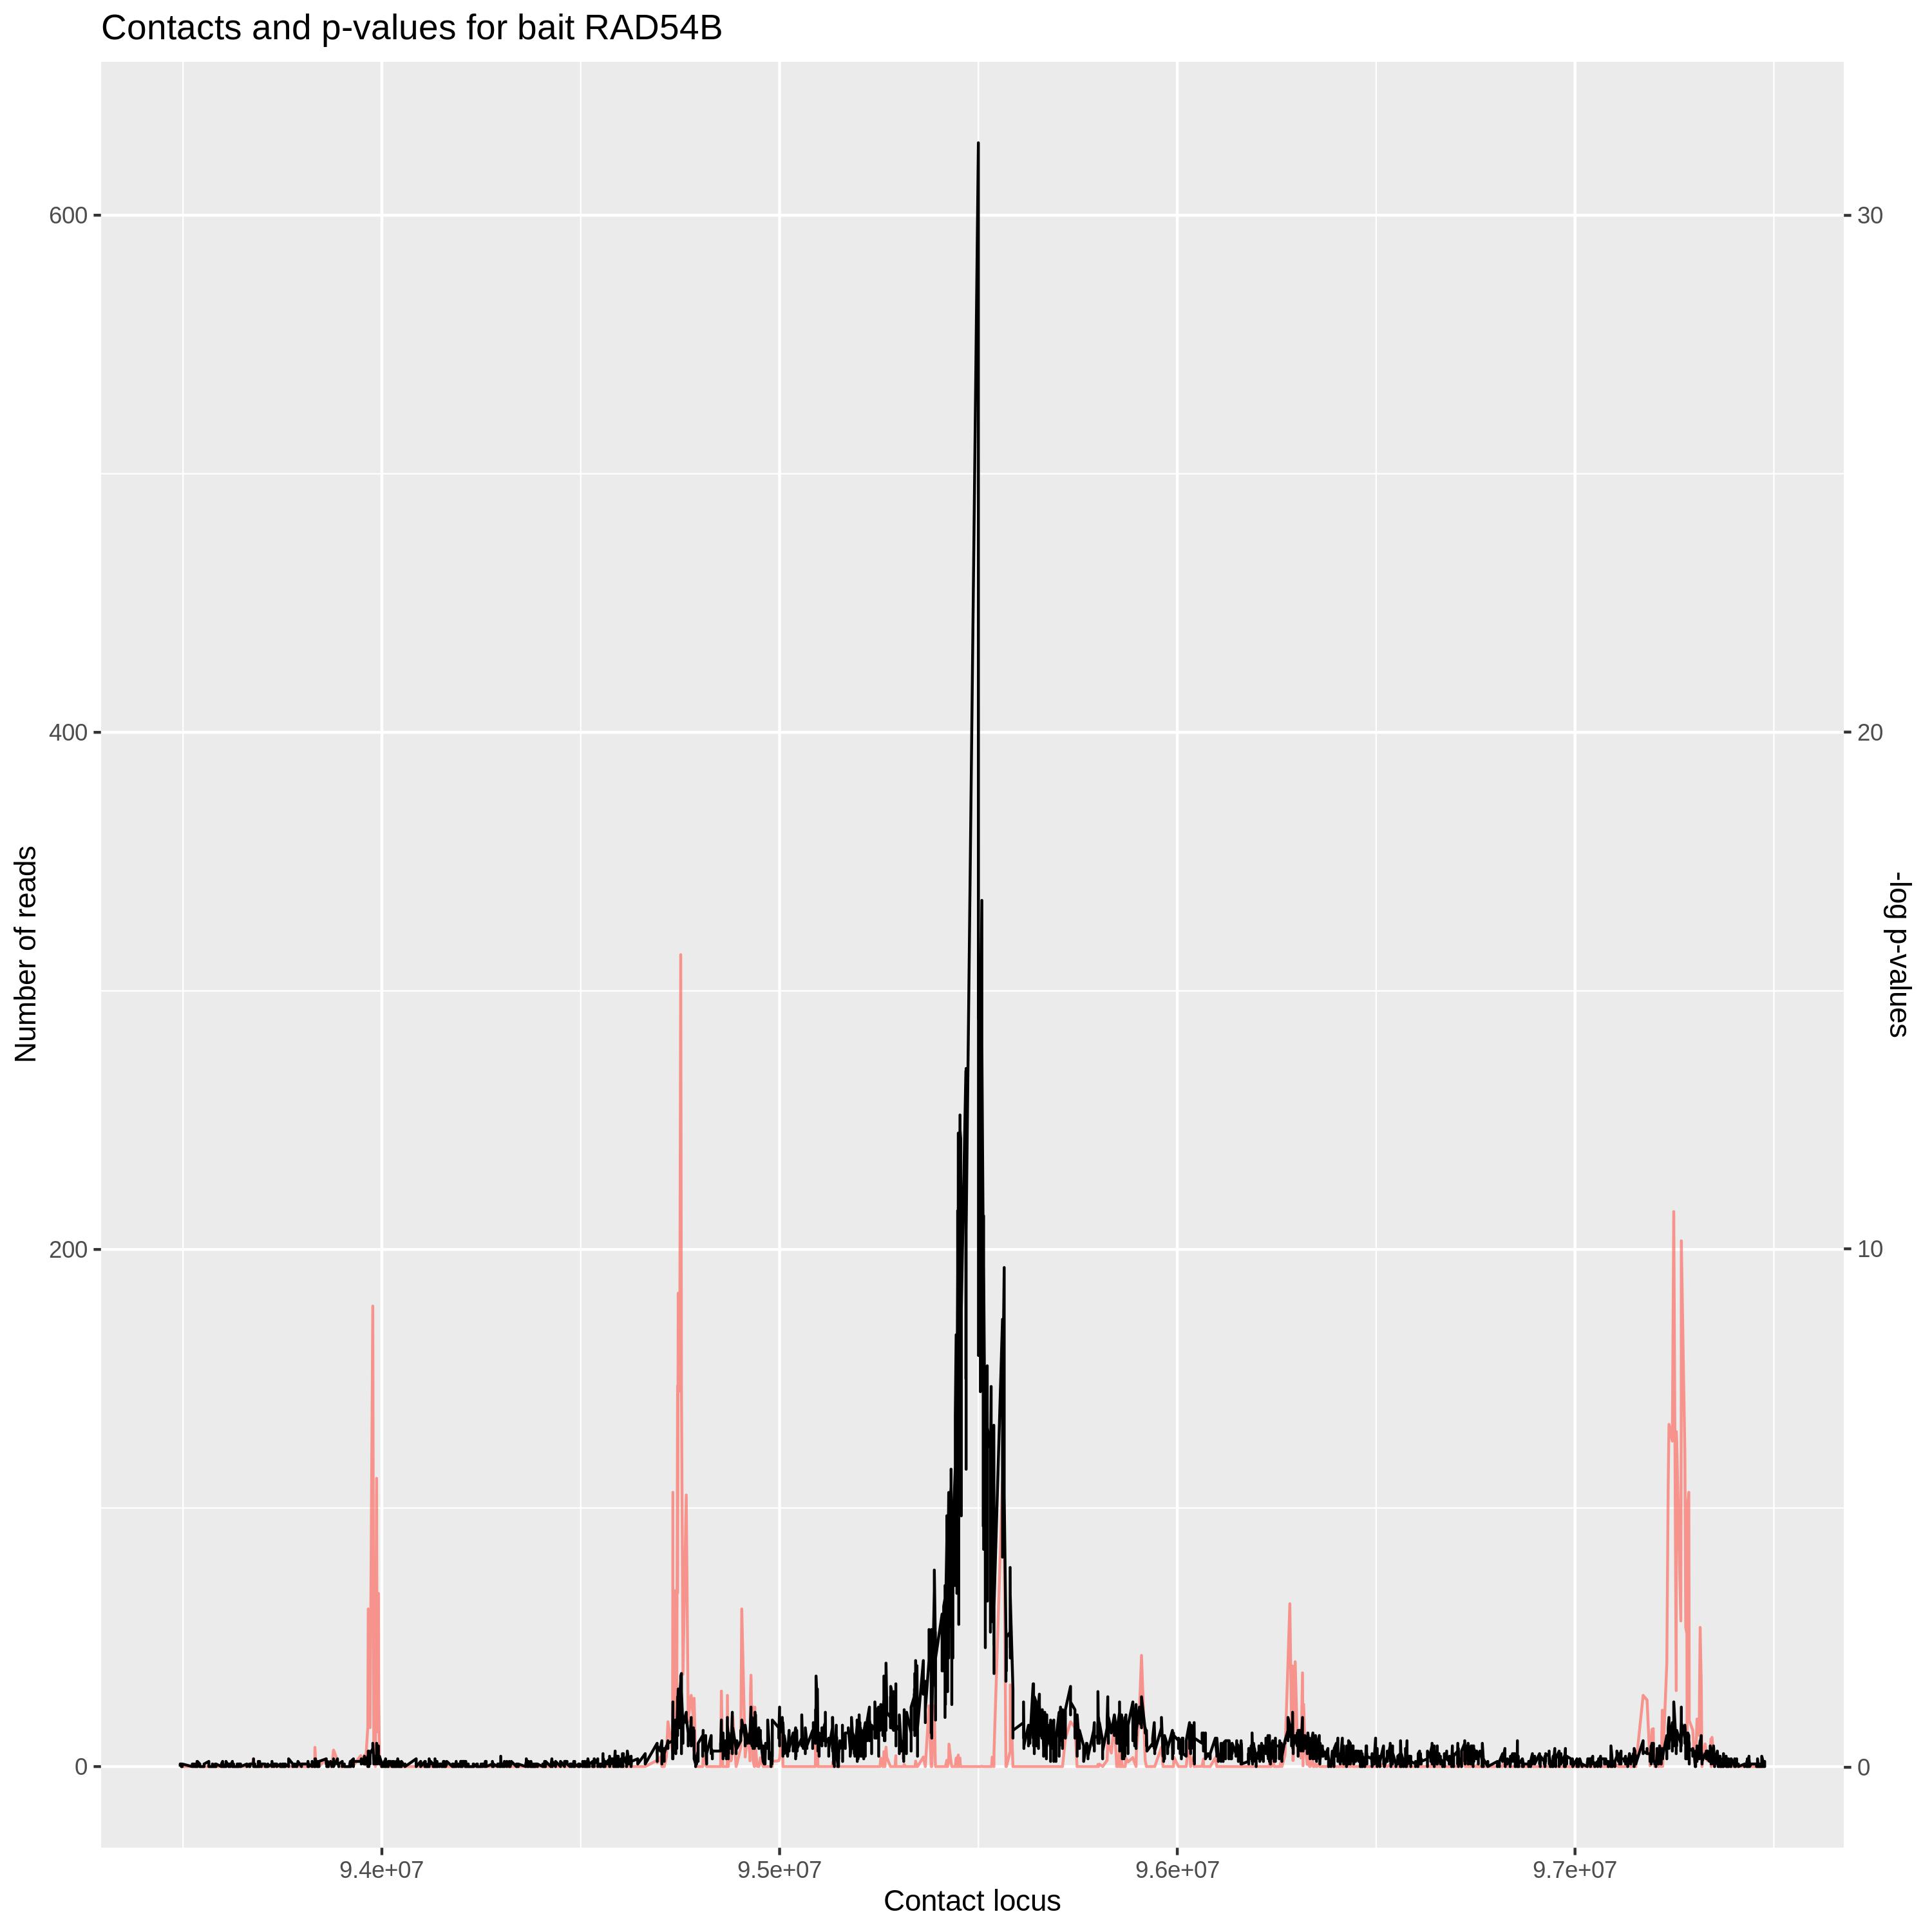 Contacts and p-values for bait RAD54B
600
400
200
0
30
20
10
0
Number of reads
-log p-values
9.4e+07 9.5e+07 9.6e+07 9.7e+07
Contact locus